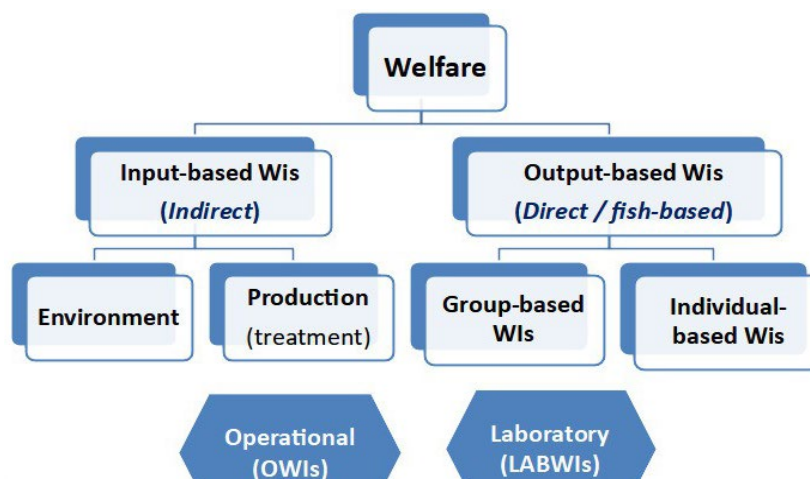 Welfare
Input-based Wis
(Indirect)
Output-based Wis
(Direct / fish-based)
Environment
Production
(treatment)
Group-based
WIs
Individual-
based Wis
Operational
(OWIs)
Laboratory
(LABWIs)